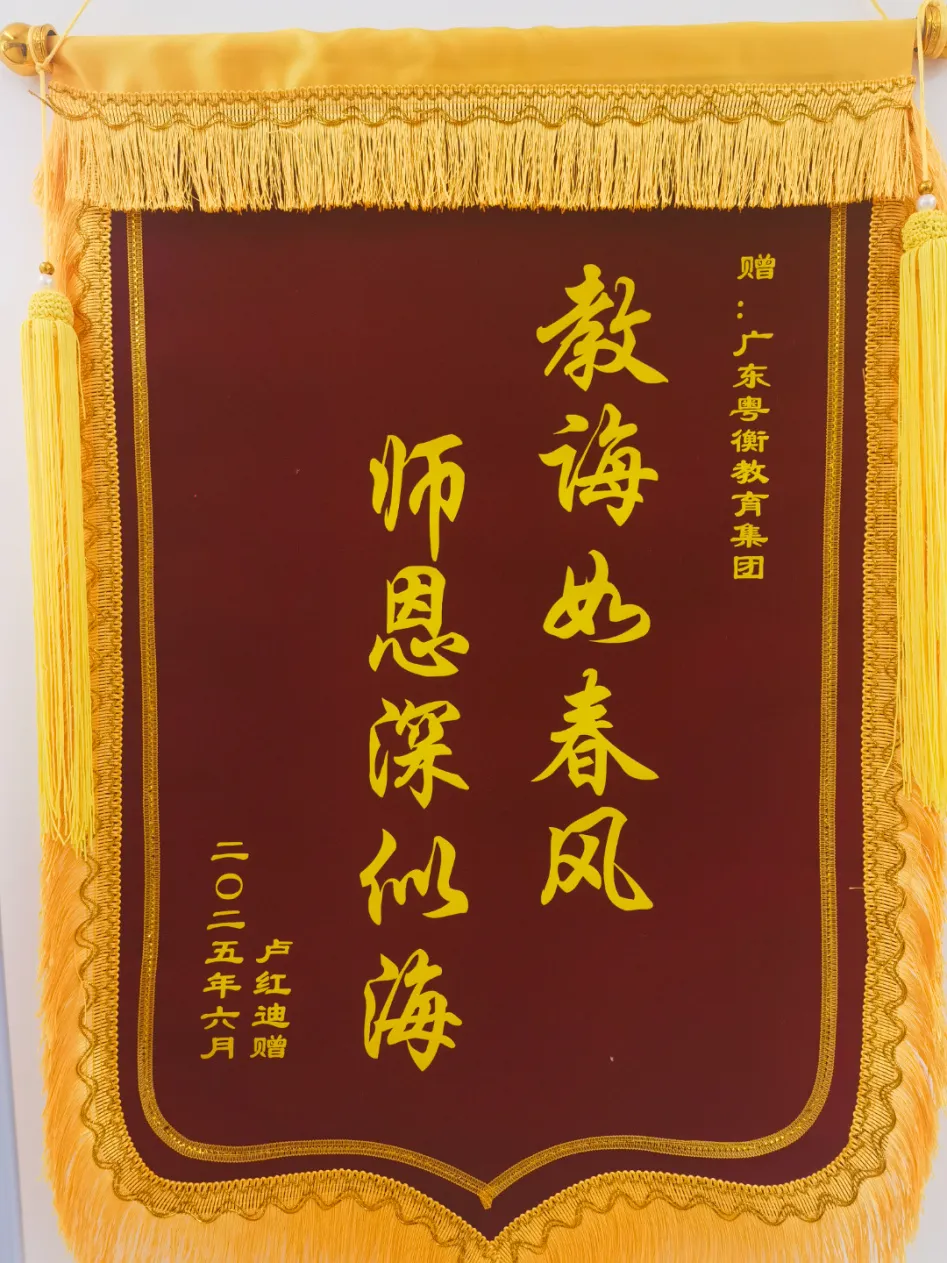 赠：广东粤衡教育集团
教诲如春风
师恩深似海
卢红迪赠
二〇二五年六月